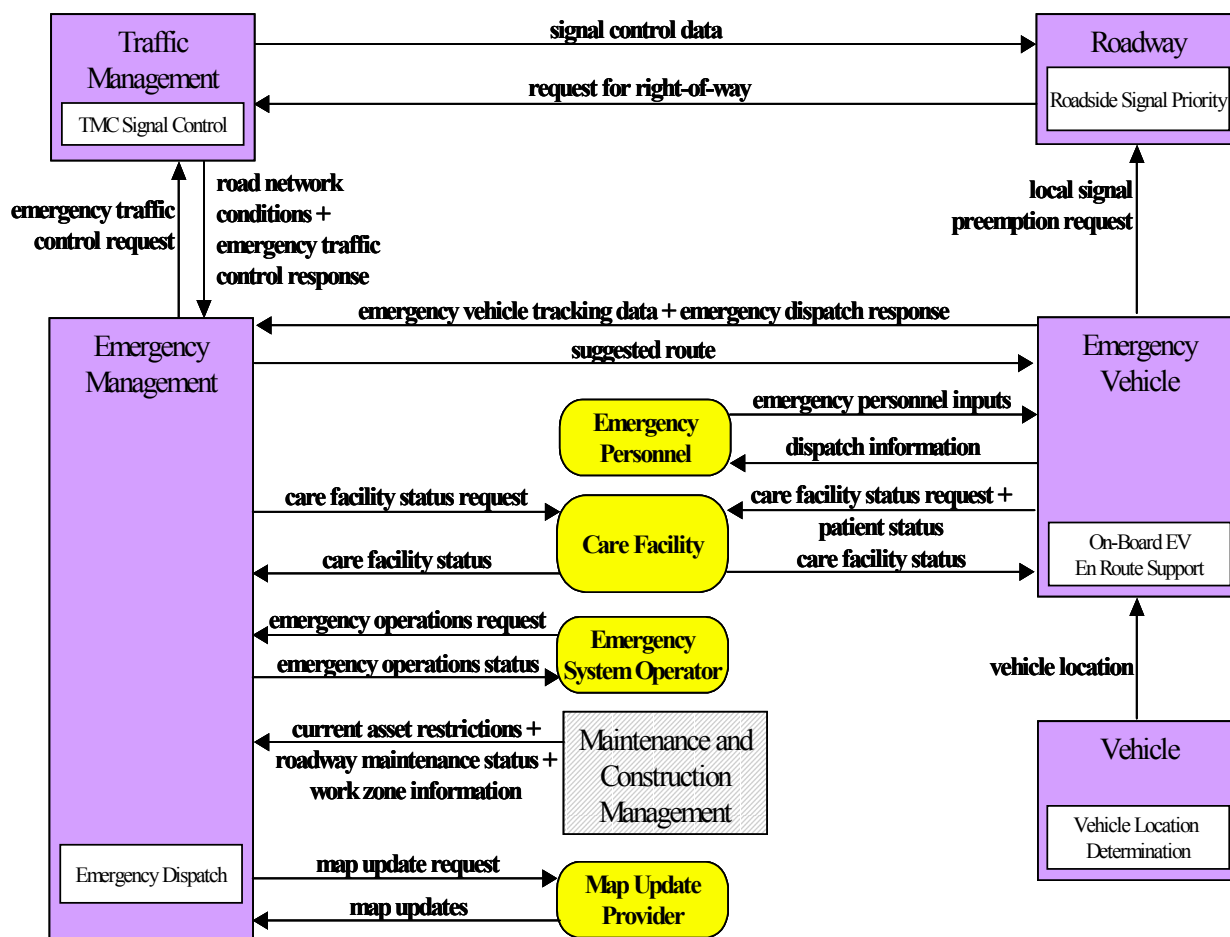 Traffic
Management
TMC Signal Control
signal control data
request for right-of-way
Roadway
Roadside Signal Priority
emergency traffic
control request
road network
conditions +
emergency traffic
control response
local signal
preemption request
Emergency
Management
emergency vehicle tracking data + emergency dispatch response
suggested route
Emergency
Vehicle
emergency personnel inputs
Emergency
Personnel
dispatch information
care facility status request
Care Facility
care facility status request +
patient status
care facility status
care facility status
On-Board EV
En Route Support
emergency operations request
Emergency
System Operator
emergency operations status
vehicle location
current asset restrictions +
roadway maintenance status +
work zone information
Maintenance and
Construction
Management
Vehicle
Vehicle Location
Determination
Emergency Dispatch
map update request
Map Update
Provider
map updates